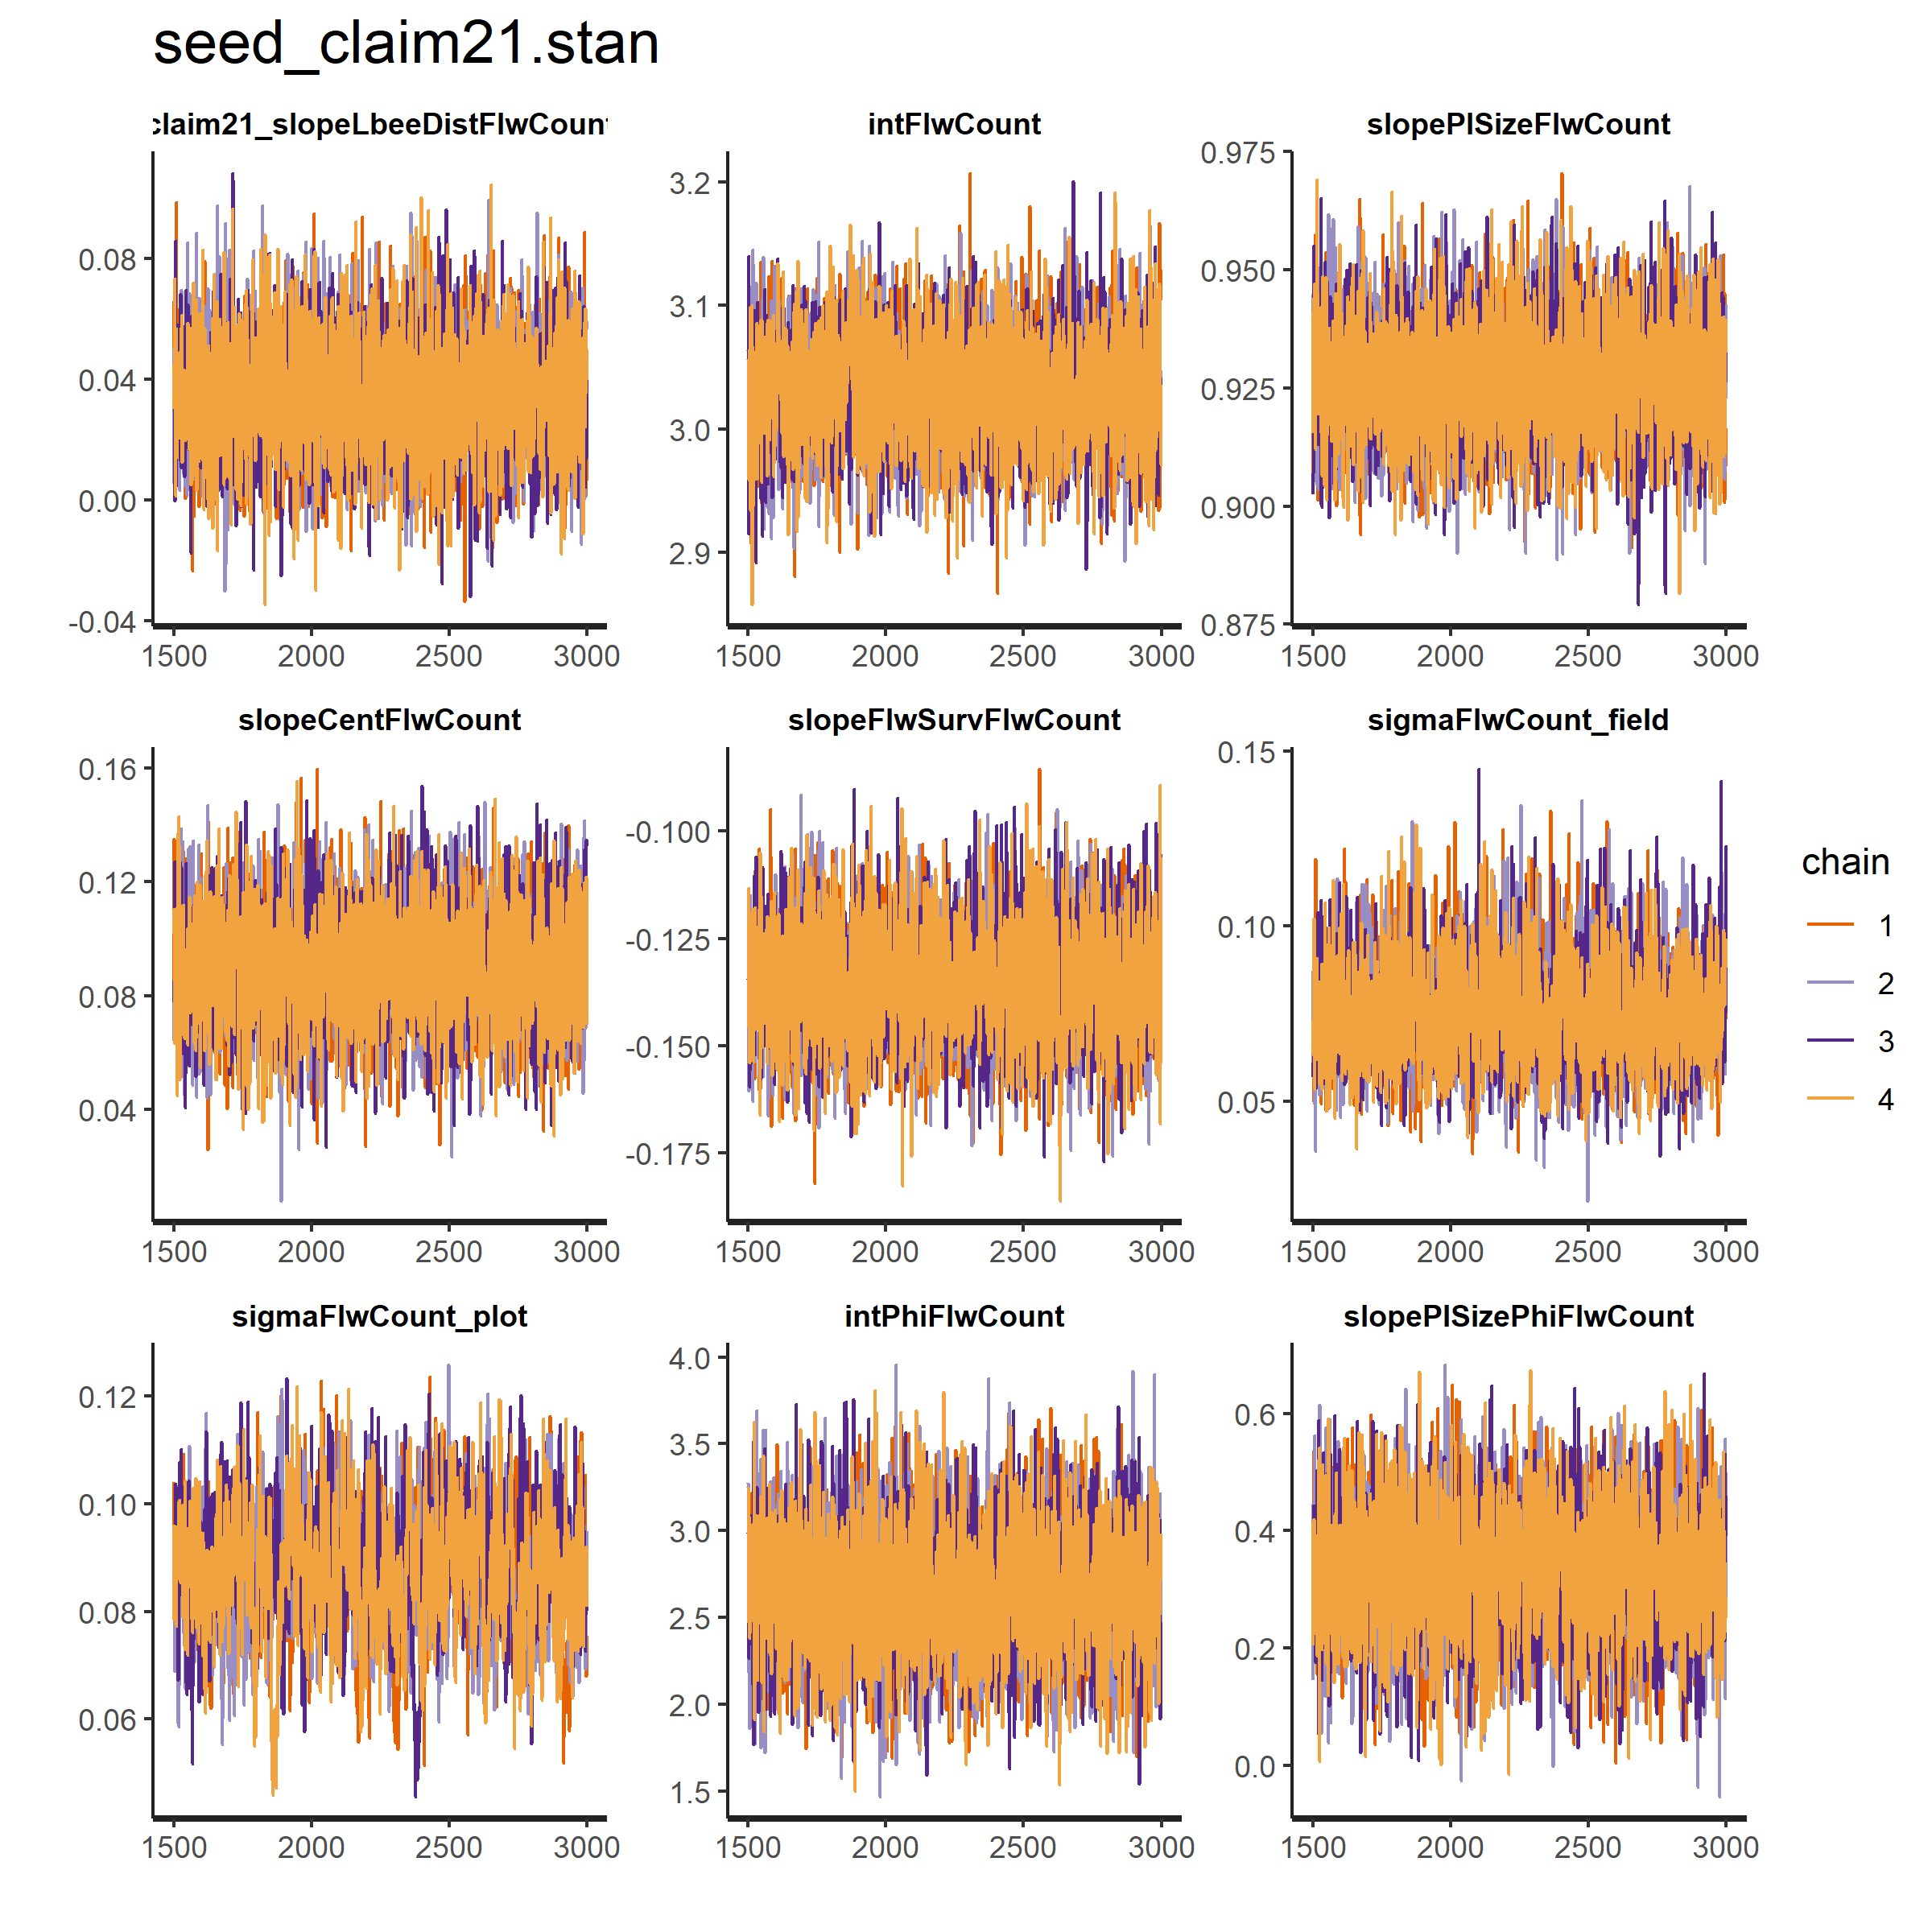 seed_claim21.stan
claim21_slopeLbeeDistFlwCount intFlwCount slopePlSizeFlwCount
0.08 0.04 0.00 -0.04
3.2 3.1 3.0 2.9
0.975 0.950 0.925 0.900 0.875
1500 2000 2500 3000 1500 2000 2500 3000 1500 2000 2500 3000
slopeCentFlwCount slopeFlwSurvFlwCount sigmaFlwCount_field
0.16 0.12 0.08 0.04
-0.100 -0.125 -0.150 -0.175
0.15 0.10 0.05
1500 2000 2500 3000 1500 2000 2500 3000 1500 2000 2500 3000
sigmaFlwCount_plot intPhiFlwCount slopePlSizePhiFlwCount
0.12 0.10 0.08 0.06
4.0 3.5 3.0 2.5 2.0 1.5
0.6 0.4 0.2 0.0
1500 2000 2500 3000 1500 2000 2500 3000 1500 2000 2500 3000
chain
1
2
3
4